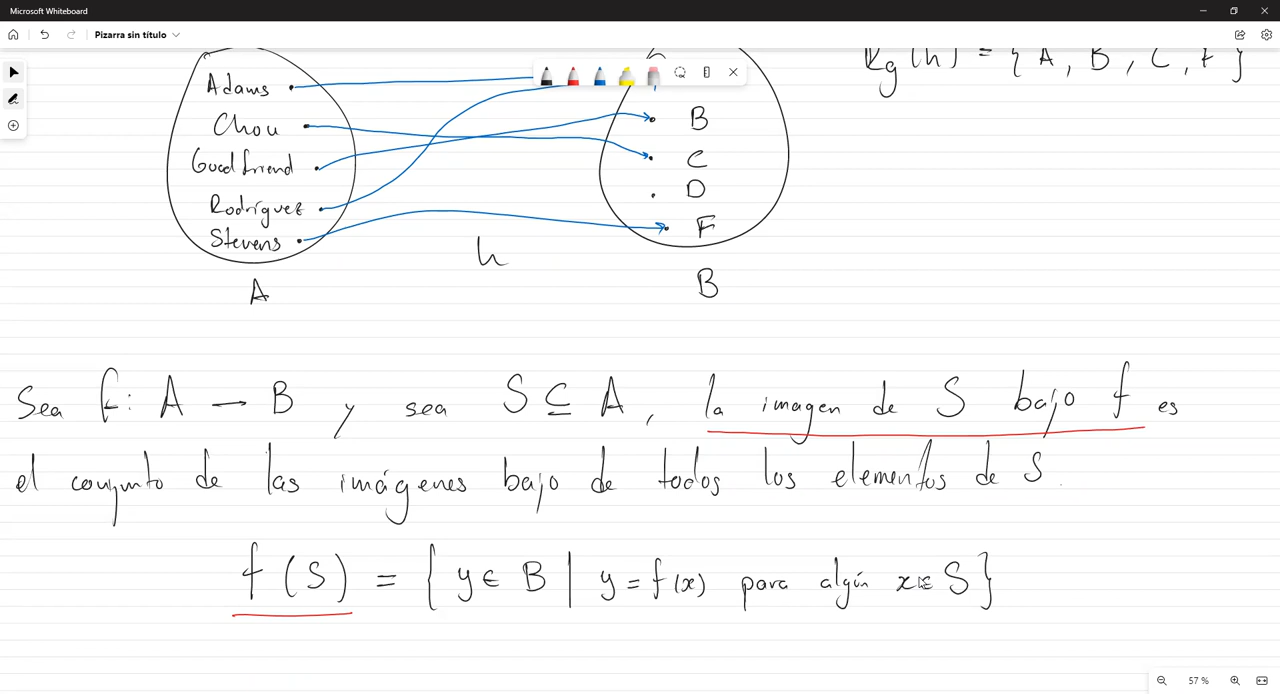 Microsoft Whiteboard
Pizarra sin título
Rg(h) = { A, B, C, F }
Adams
Chou
Goodfriend
Rodríguez
Stevens
A
h
B
C
D
F
B
Sea f: A → B y sea S ⊆ A, la imagen de S bajo f es
el conjunto de las imágenes bajo de todos los elementos de S.
f(S) = { y ∈ B | y = f(x) para algún x ∈ S }
57 %